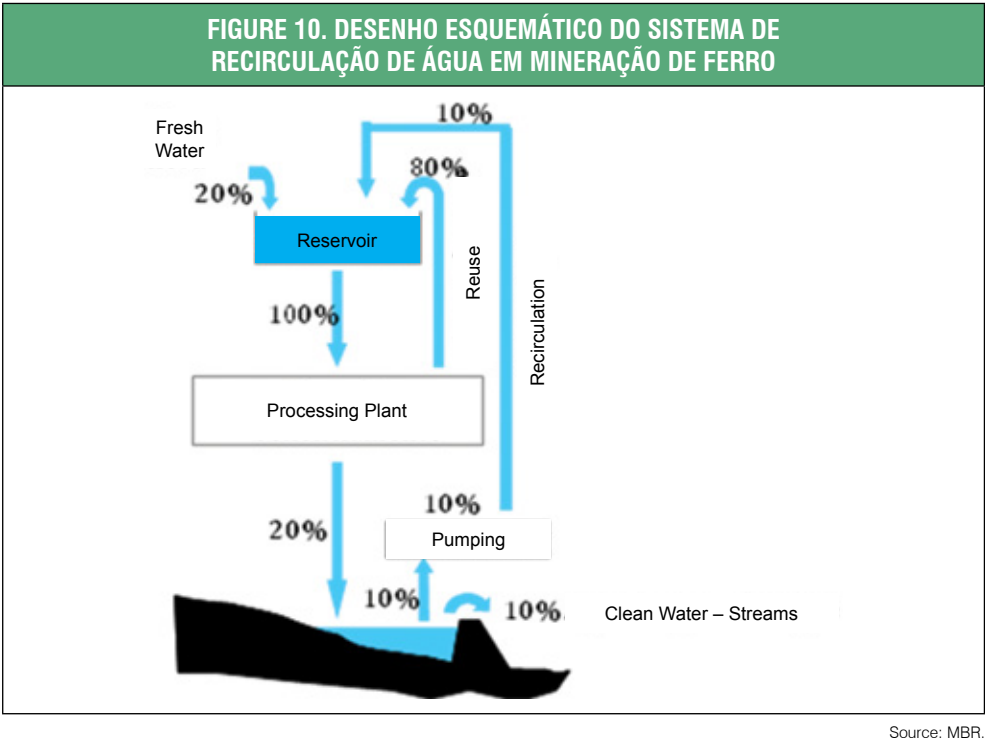 FIGURE 10. DESENHO ESQUEMÁTICO DO SISTEMA DE
RECIRCULAÇÃO DE ÁGUA EM MINERAÇÃO DE FERRO
10%
Fresh
Water
80%
20%
Reservoir
Reuse
Recirculation
100%
Processing Plant
10%
20%
Pumping
10%
10%
Clean Water – Streams
Source: MBR.